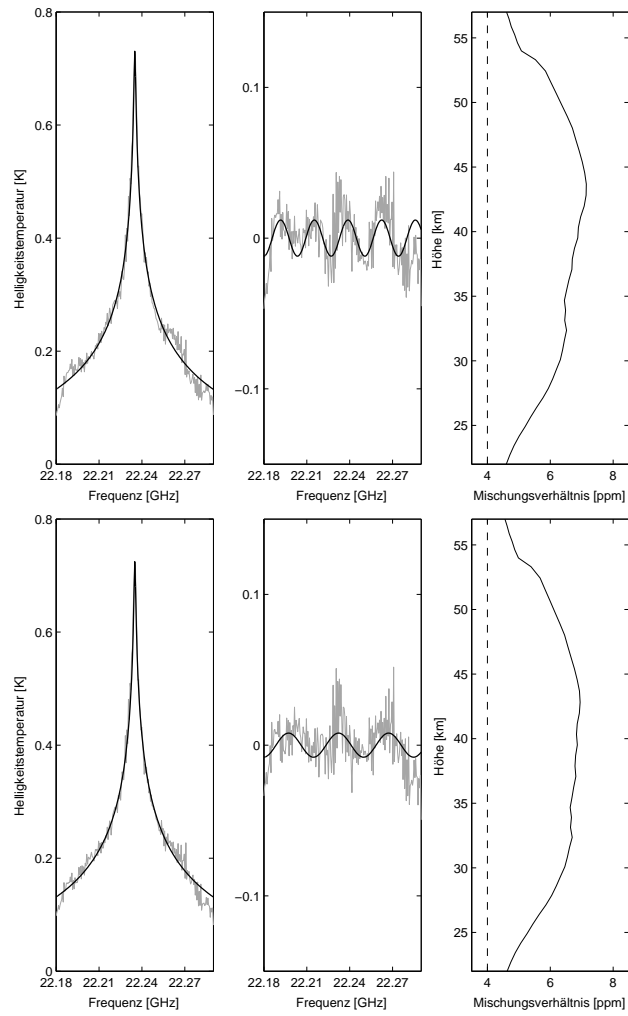 0.8
0.6
0.4
0.2
0
Helligkeitstemperatur [K]
22.18 22.21 22.24 22.27
Frequenz [GHz]
0.1
0
−0.1
22.18 22.21 22.24 22.27
Frequenz [GHz]
55
50
45
40
35
30
25
Höhe [km]
4 6 8
Mischungsverhältnis [ppm]
0.8
0.6
0.4
0.2
0
Helligkeitstemperatur [K]
22.18 22.21 22.24 22.27
Frequenz [GHz]
0.1
0
−0.1
22.18 22.21 22.24 22.27
Frequenz [GHz]
55
50
45
40
35
30
25
Höhe [km]
4 6 8
Mischungsverhältnis [ppm]